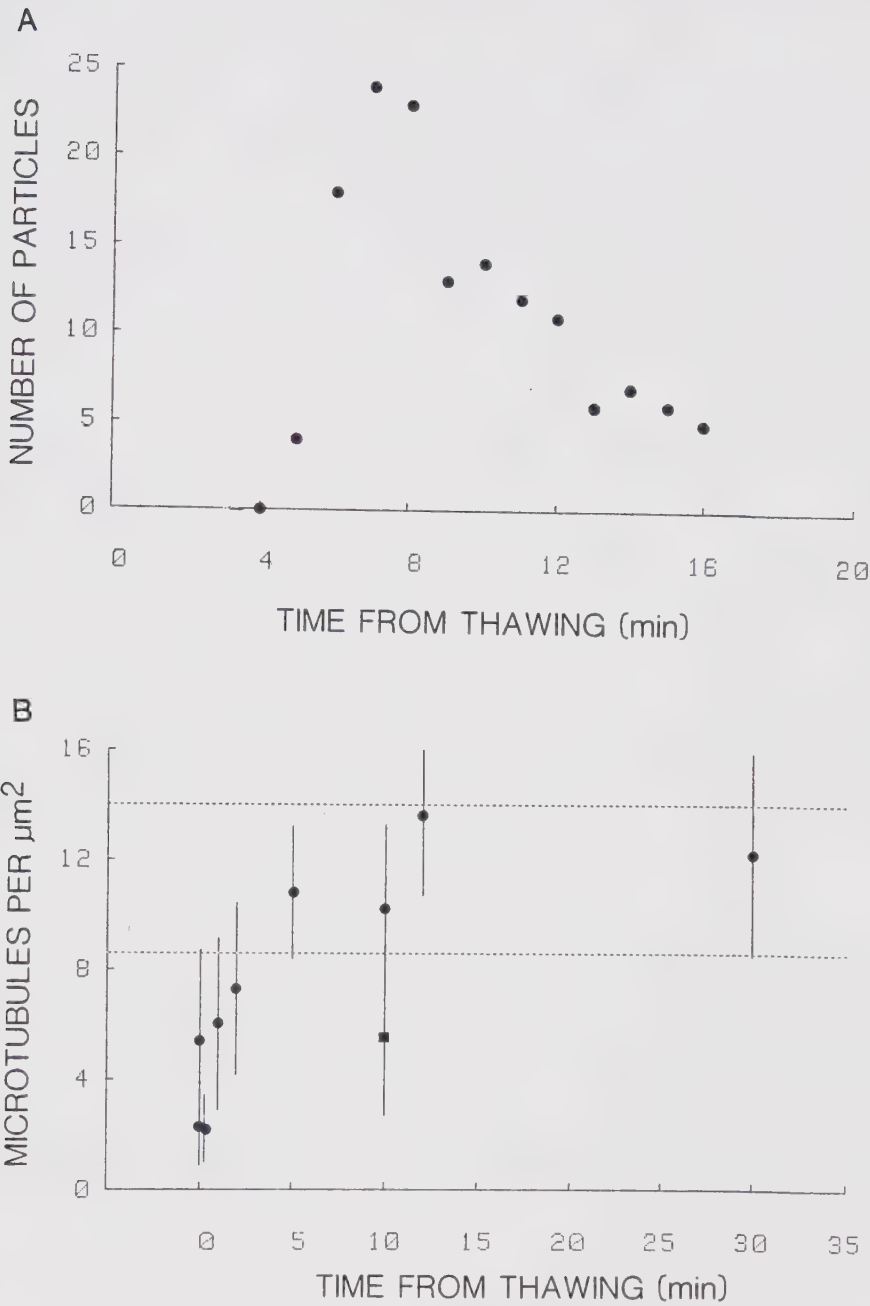 A
25
20
15
10
5
0
NUMBER OF PARTICLES
0 4 8 12 16 20
TIME FROM THAWING (min)
B
16
12
8
4
0
MICROTUBULES PER µm²
0 5 10 15 20 25 30 35
TIME FROM THAWING (min)